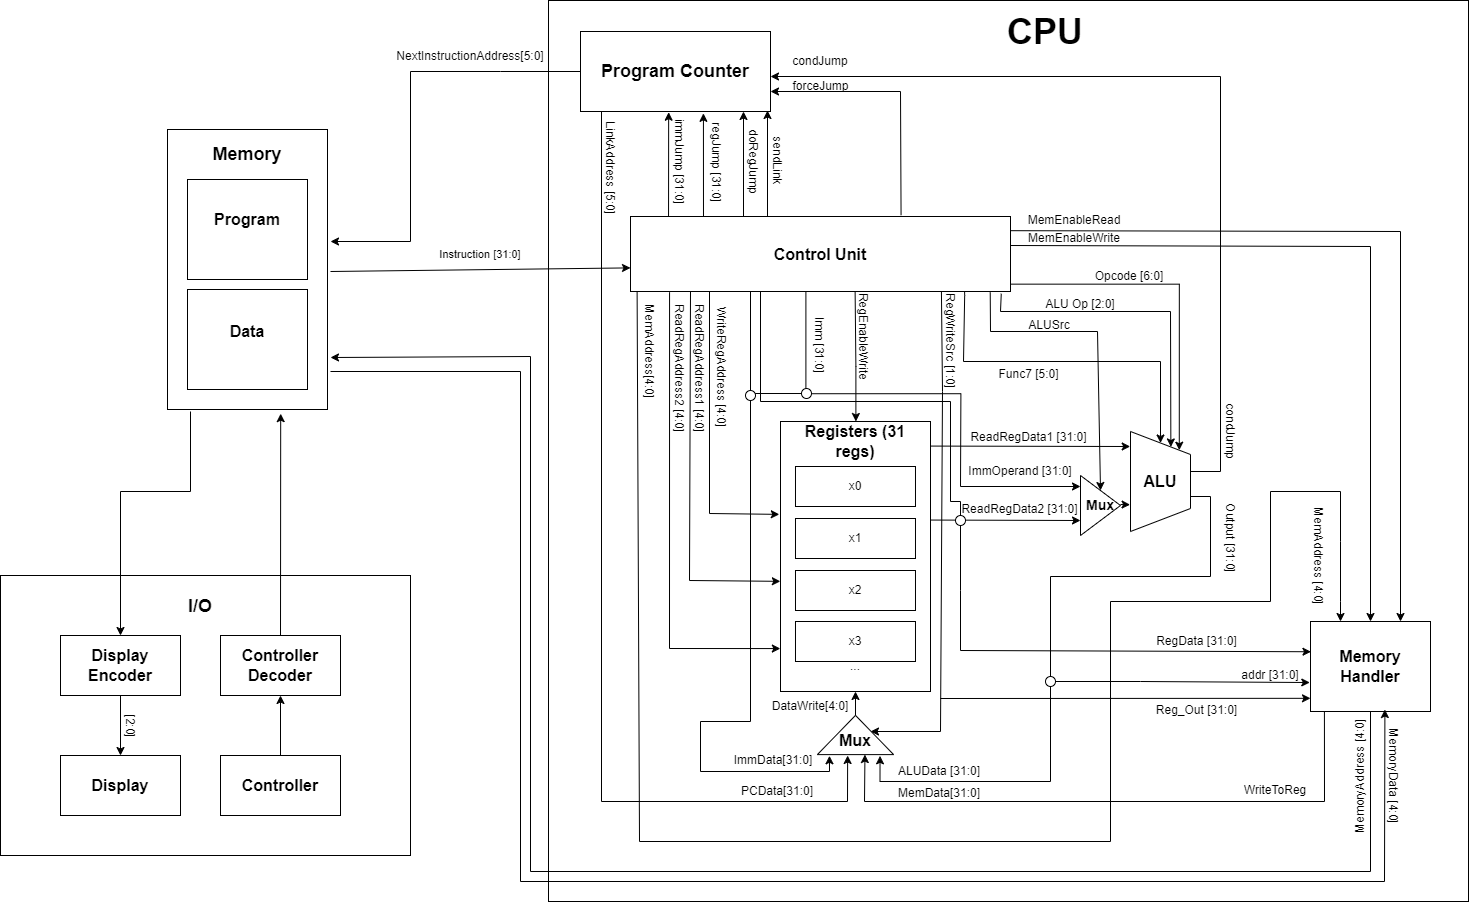 CPU
NextInstructionAddress[5:0]
Program Counter
condJump
forceJump
LinkAddress [5:0]
immJump [31:0]
regJump [31:0]
doRegJump
sendLink
Memory
Program
Data
Instruction [31:0]
Control Unit
MemEnableRead
MemEnableWrite
Opcode [6:0]
ALU Op [2:0]
ALUSrc
Func7 [5:0]
MemAddress[4:0]
ReadRegAddress2 [4:0]
ReadRegAddress1 [4:0]
WriteRegAddress [4:0]
Imm [31:0]
RegEnableWrite
RegWriteSrc [1:0]
condJump
Registers (31
regs)
x0
x1
x2
x3
...
ReadRegData1 [31:0]
ImmOperand [31:0]
ReadRegData2 [31:0]
Mux
ALU
Output [31:0]
MemAddress [4:0]
I/O
Display
Encoder
Controller
Decoder
[2:0]
Display
Controller
RegData [31:0]
addr [31:0]
Reg_Out [31:0]
Memory
Handler
DataWrite[4:0]
Mux
ImmData[31:0]
PCData[31:0]
ALUData [31:0]
MemData[31:0]
WriteToReg
MemoryAddress [4:0]
MemoryData [4:0]